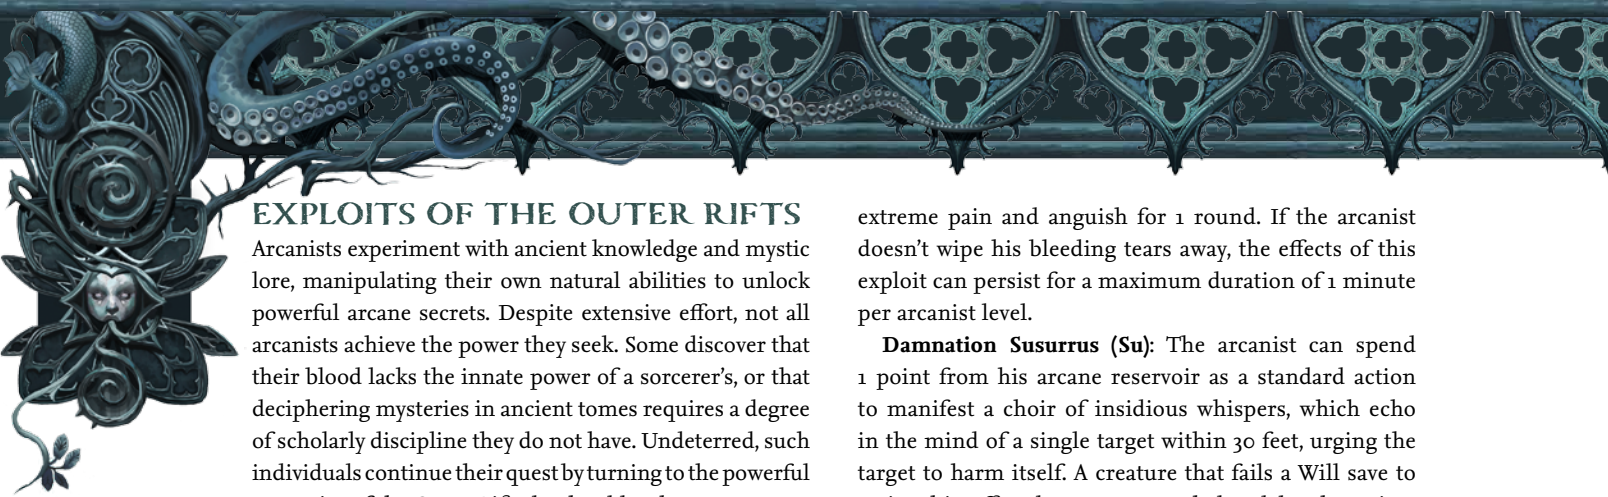 EXPLOITS OF THE OUTER RIFTS
Arcanists experiment with ancient knowledge and mystic
lore, manipulating their own natural abilities to unlock
powerful arcane secrets. Despite extensive effort, not all
arcanists achieve the power they seek. Some discover that
their blood lacks the innate power of a sorcerer’s, or that
deciphering mysteries in ancient tomes requires a degree
of scholarly discipline they do not have. Undeterred, such
individuals continue their quest by turning to the powerful
extreme pain and anguish for 1 round. If the arcanist
doesn’t wipe his bleeding tears away, the effects of this
exploit can persist for a maximum duration of 1 minute
per arcanist level.
Damnation Susurrus (Su): The arcanist can spend
1 point from his arcane reservoir as a standard action
to manifest a choir of insidious whispers, which echo
in the mind of a single target within 30 feet, urging the
target to harm itself. A creature that fails a Will save to